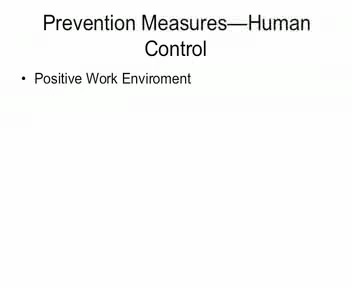 Prevention Measures—Human
Control
• Positive Work Enviroment